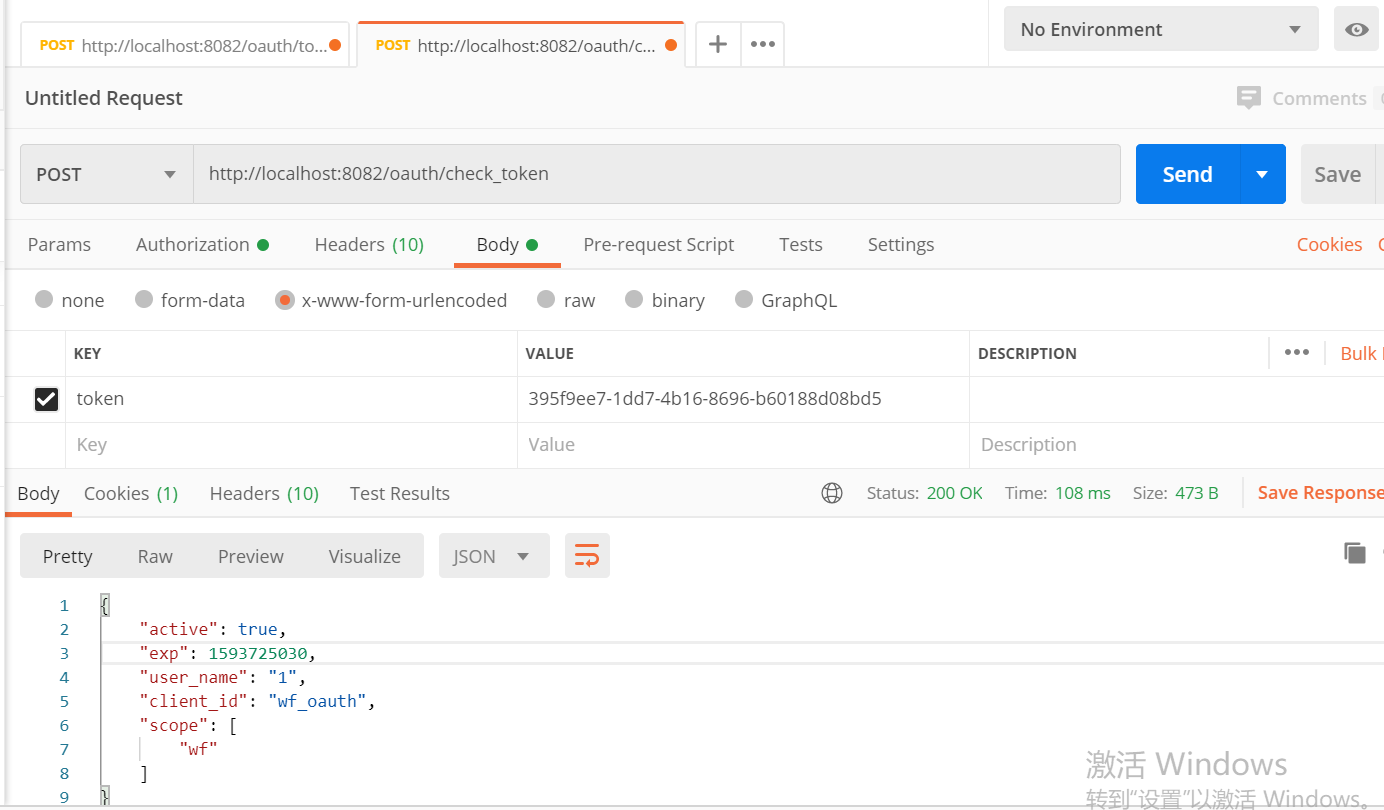 POST http://localhost:8082/oauth/to... POST http://localhost:8082/oauth/c... No Environment
Untitled Request Comments
POST http://localhost:8082/oauth/check_token Send Save
Params Authorization Headers (10) Body Pre-request Script Tests Settings Cookies
none form-data x-www-form-urlencoded raw binary GraphQL
KEY VALUE DESCRIPTION Bulk
token 395f9ee7-1dd7-4b16-8696-b60188d08bd5
Key Value Description
Body Cookies (1) Headers (10) Test Results Status: 200 OK Time: 108 ms Size: 473 B Save Response
Pretty Raw Preview Visualize JSON
1 {
2 "active": true,
3 "exp": 1593725030,
4 "user_name": "1",
5 "client_id": "wf_oauth",
6 "scope": [
7 "wf"
8 ]
9 }
激活 Windows
转到"设置"以激活 Windows。